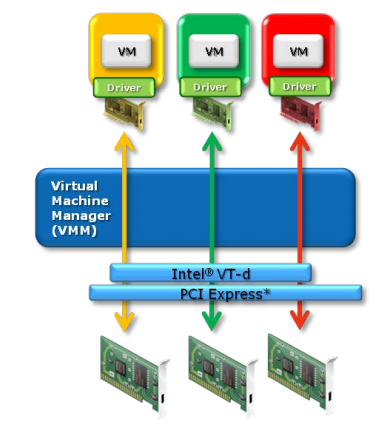 VM
VM
VM
Driver
Driver
Driver
Virtual
Machine
Manager
(VMM)
Intel® VT-d
PCI Express*